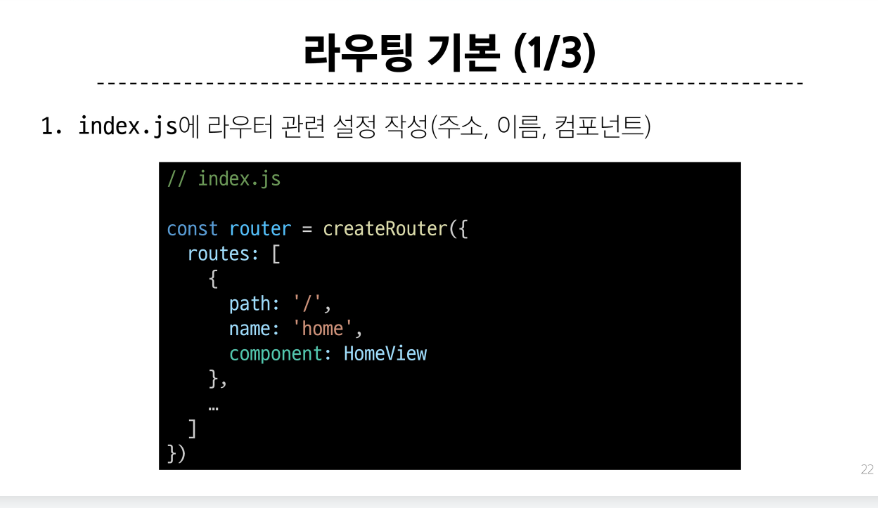 라우팅 기본 (1/3)
1. index.js에 라우터 관련 설정 작성(주소, 이름, 컴포넌트)
// index.js
const router = createRouter({
  routes: [
    {
      path: '/',
      name: 'home',
      component: HomeView
    },
    …
  ]
})
22